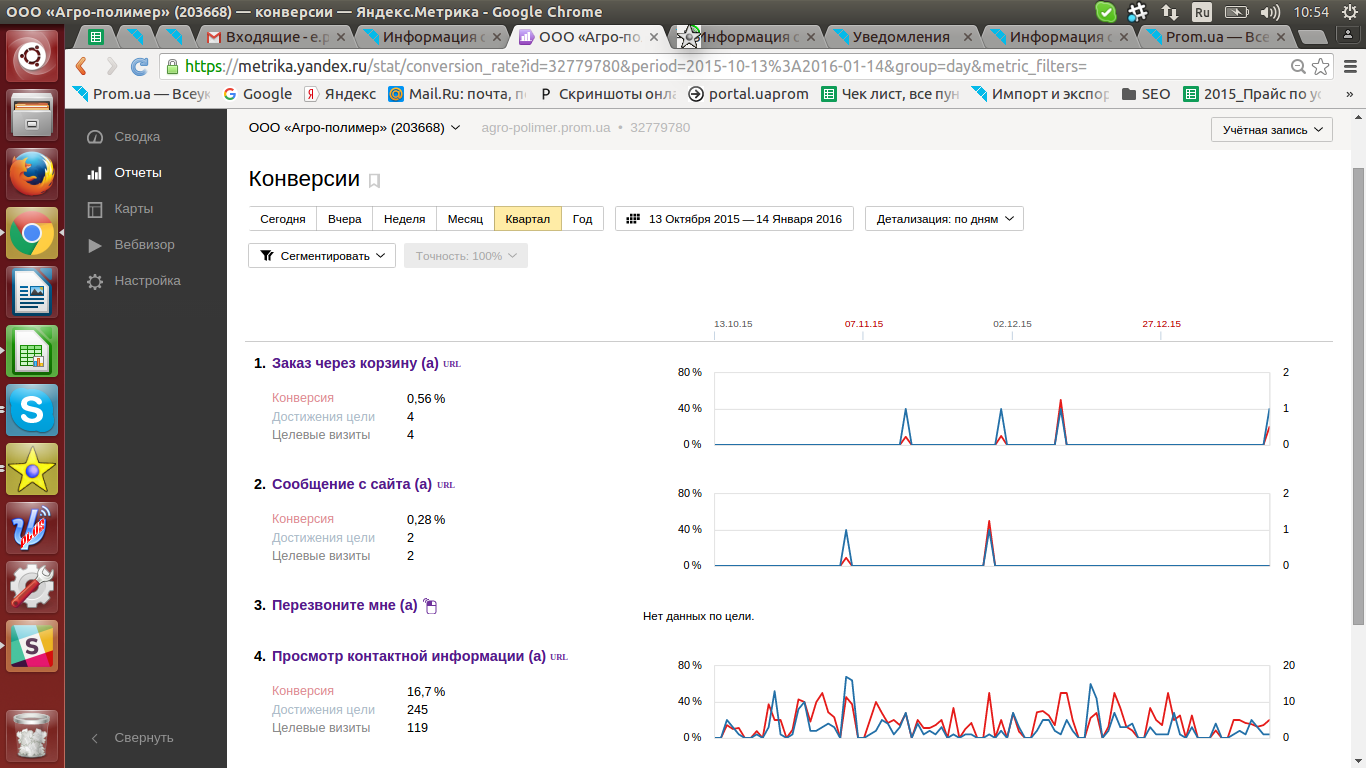 ООО «Агро-полимер» (203668) — конверсии — Яндекс.Метрика - Google Chrome
Ru
10:54
Входящие - e.p
Информация о
ООО «Агро-по
Информация о
Уведомления
Информация о
Prom.ua — Все
https://metrika.yandex.ru/stat/conversion_rate?id=32779780&period=2015-10-13%3A2016-01-14&group=day&metric_filters=
Prom.ua — Всеук
Google
Яндекс
Mail.Ru: почта, п
Скриншоты онла
portal.uaprom
Чек лист, все пун
Импорт и экспор
SEO
2015_Прайс по ус
»
Сводка
Отчеты
Карты
Вебвизор
Настройка
Свернуть
ООО «Агро-полимер» (203668)
agro-polimer.prom.ua • 32779780
Учётная запись
Конверсии
Сегодня Вчера Неделя Месяц Квартал Год
13 Октября 2015 — 14 Января 2016
Детализация: по дням
Сегментировать
Точность: 100%
13.10.15 07.11.15 02.12.15 27.12.15
1. Заказ через корзину (a) URL
Конверсия 0,56 %
Достижения цели 4
Целевые визиты 4
80 % 2
40 % 1
0 % 0
2. Сообщение с сайта (a) URL
Конверсия 0,28 %
Достижения цели 2
Целевые визиты 2
80 % 2
40 % 1
0 % 0
3. Перезвоните мне (a)
Нет данных по цели.
4. Просмотр контактной информации (a) URL
Конверсия 16,7 %
Достижения цели 245
Целевые визиты 119
80 % 20
40 % 10
0 % 0